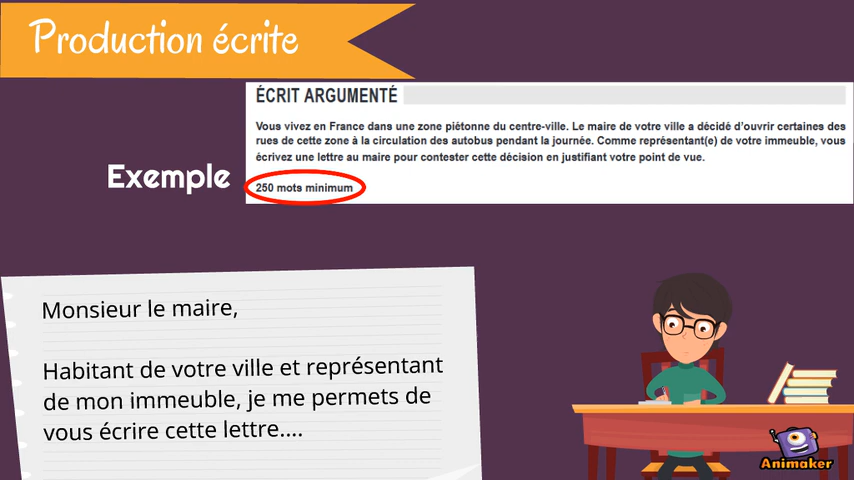 Production écrite
ÉCRIT ARGUMENTÉ
Vous vivez en France dans une zone piétonne du centre-ville. Le maire de votre ville a décidé d'ouvrir certaines des
rues de cette zone à la circulation des autobus pendant la journée. Comme représentant(e) de votre immeuble, vous
écrivez une lettre au maire pour contester cette décision en justifiant votre point de vue.
Exemple
250 mots minimum
Monsieur le maire,
Habitant de votre ville et représentant
de mon immeuble, je me permets de
vous écrire cette lettre....
Animaker